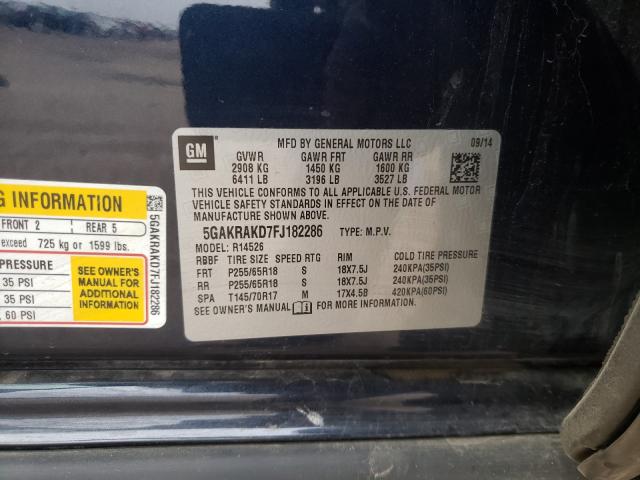 GM
MFD BY GENERAL MOTORS LLC
09/14
GVWR GAWR FRT GAWR RR
2908 KG 1450 KG 1600 KG
6411 LB 3196 LB 3527 LB
THIS VEHICLE CONFORMS TO ALL APPLICABLE U.S. FEDERAL MOTOR
VEHICLE SAFETY STANDARDS IN EFFECT ON THE DATE OF
MANUFACTURE SHOWN ABOVE.
5GAKRAKD7FJ182286 TYPE: M.P.V.
MODEL: R14526
RBBF TIRE SIZE SPEED RTG RIM COLD TIRE PRESSURE
FRT P255/65R18 S 18X7.5J 240KPA(35PSI)
RR P255/65R18 S 18X7.5J 240KPA(35PSI)
SPA T145/70R17 M 17X4.5B 420KPA(60PSI)
SEE OWNER'S MANUAL FOR MORE INFORMATION.
G INFORMATION
FRONT 2 REAR 5
exceed 725 kg or 1599 lbs.
PRESSURE
35 PSI
35 PSI
60 PSI
SEE OWNER'S
MANUAL FOR
ADDITIONAL
INFORMATION
5GAKRAKD7FJ182286